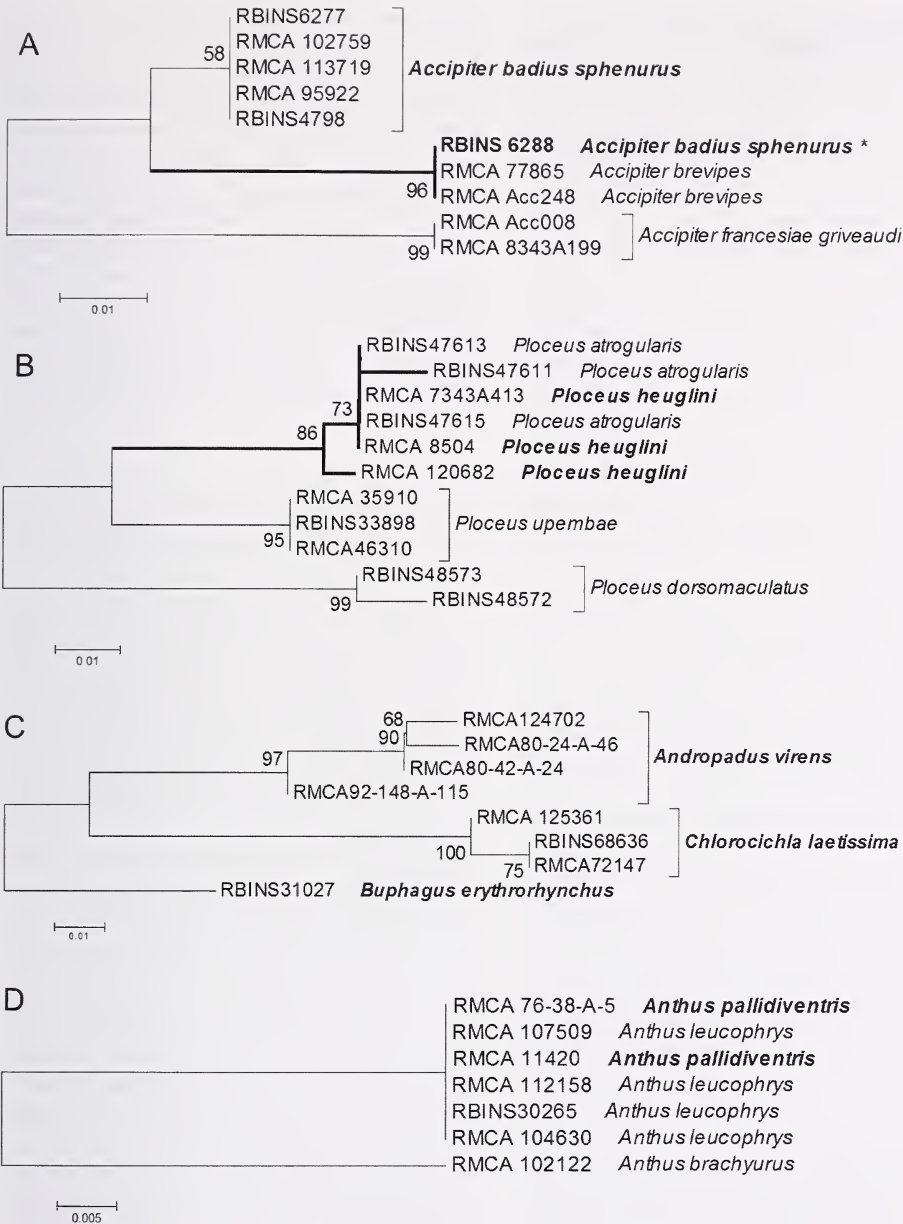 A
RBINS6277
RMCA 102759
58
RMCA 113719
Accipiter badius sphenurus
RMCA 95922
RBINS4798
RBINS 6288 Accipiter badius sphenurus *
RMCA 77865 Accipiter brevipes
96
RMCA Acc248 Accipiter brevipes
RMCA Acc008
99
RMCA 8343A199
Accipiter francesiae griveaudi
0.01
B
RBINS47613 Ploceus atrogularis
RBINS47611 Ploceus atrogularis
RMCA 7343A413 Ploceus heuglini
73
RBINS47615 Ploceus atrogularis
86
RMCA 8504 Ploceus heuglini
RMCA 120682 Ploceus heuglini
RMCA 35910
RBINS33898
Ploceus upembae
95
RMCA46310
RBINS48573
Ploceus dorsomaculatus
99
RBINS48572
0.01
C
68
RMCA124702
90
RMCA80-24-A-46
Andropadus virens
97
RMCA80-42-A-24
RMCA92-148-A-115
RMCA 125361
RBINS68636
Chlorocichla laetissima
100
75
RMCA72147
RBINS31027 Buphagus erythrorhynchus
0.01
D
RMCA 76-38-A-5 Anthus pallidiventris
RMCA 107509 Anthus leucophrys
RMCA 11420 Anthus pallidiventris
RMCA 112158 Anthus leucophrys
RBINS30265 Anthus leucophrys
RMCA 104630 Anthus leucophrys
RMCA 102122 Anthus brachyurus
0.005